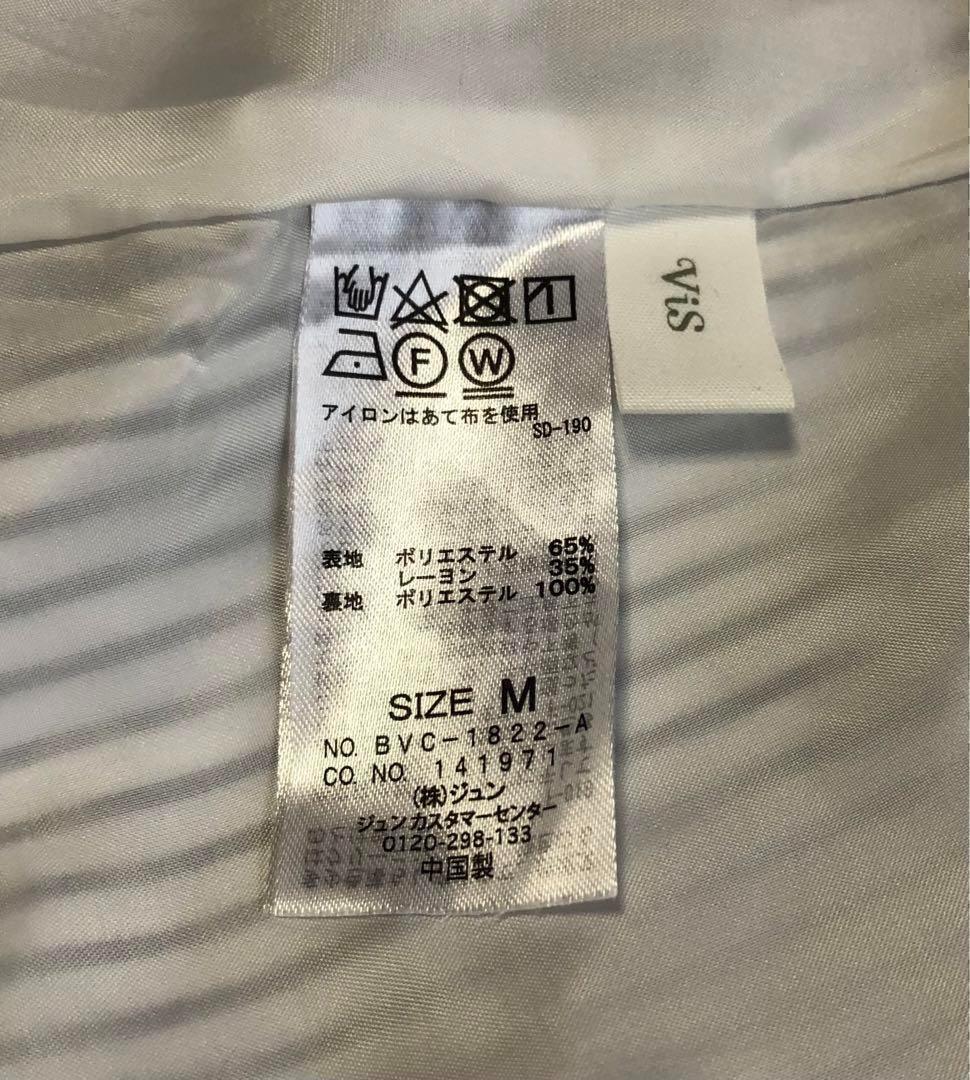 ViS
F W
アイロンはあて布を使用
SD-190
表地 ポリエステル 65%
レーヨン 35%
裏地 ポリエステル 100%
SIZE M
NO. BVC-1822-A
CO. NO. 141971
(株)ジュン
ジュンカスタマーセンター
0120-298-133
中国製